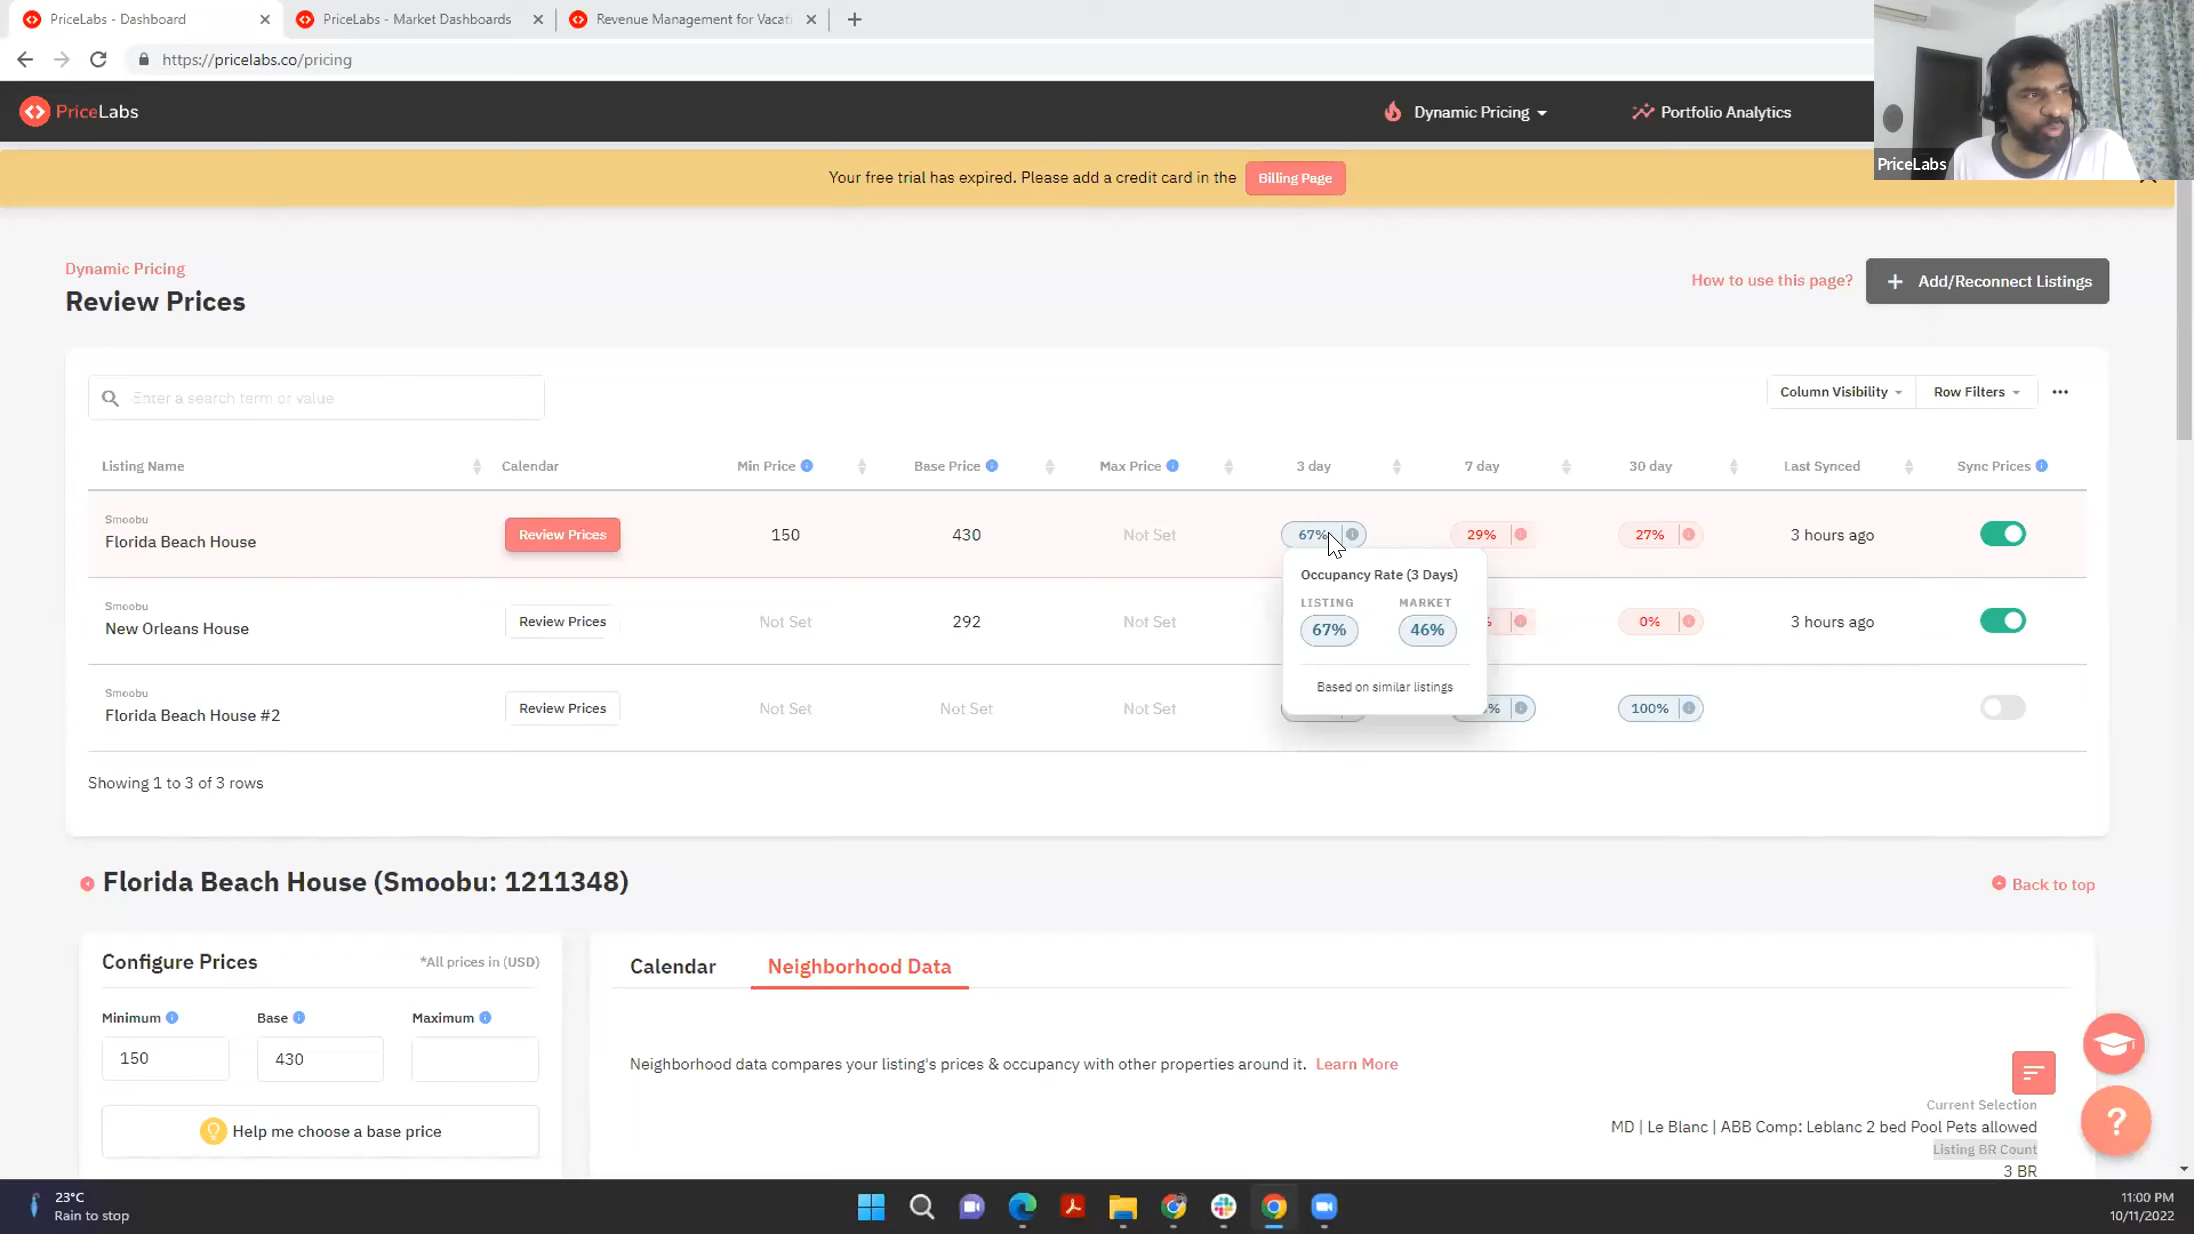 PriceLabs - Dashboard
PriceLabs - Market Dashboards
Revenue Management for Vacati
https://pricelabs.co/pricing
PriceLabs
Dynamic Pricing
Portfolio Analytics
PriceLabs
Your free trial has expired. Please add a credit card in the
Billing Page
Dynamic Pricing
Review Prices
How to use this page?
+ Add/Reconnect Listings
Enter a search term or value
Column Visibility
Row Filters
Listing Name Calendar Min Price Base Price Max Price 3 day 7 day 30 day Last Synced Sync Prices
Smoobu
Florida Beach House Review Prices 150 430 Not Set 67% 29% 27% 3 hours ago
Occupancy Rate (3 Days)
LISTING MARKET
67% 46%
Based on similar listings
Smoobu
New Orleans House Review Prices Not Set 292 Not Set % 0% 3 hours ago
Smoobu
Florida Beach House #2 Review Prices Not Set Not Set Not Set % 100%
Showing 1 to 3 of 3 rows
Florida Beach House (Smoobu: 1211348)
Back to top
Configure Prices
*All prices in (USD)
Minimum Base Maximum
150 430
Help me choose a base price
Calendar
Neighborhood Data
Neighborhood data compares your listing's prices & occupancy with other properties around it. Learn More
Current Selection
MD | Le Blanc | ABB Comp: Leblanc 2 bed Pool Pets allowed
Listing BR Count
3 BR
?
23°C
Rain to stop
11:00 PM
10/11/2022